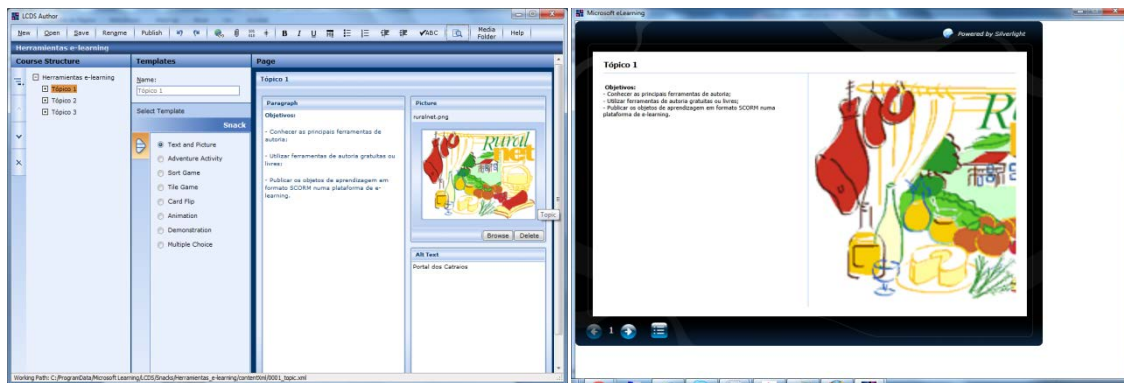 LCDS Author
New Open Save Rename Publish B I U ABC Media Folder Help
Herramientas e-learning
Course Structure
Herramientas e-learning
Tópico 1
Tópico 2
Tópico 3
Templates
Name:
Tópico 1
Select Template
Snack
Text and Picture
Adventure Activity
Sort Game
Tile Game
Card Flip
Animation
Demonstration
Multiple Choice
Page
Tópico 1
Paragraph
Objetivos:
- Conhecer as principais ferramentas de
autoria;
- Utilizar ferramentas de autoria gratuitas ou
livres;
- Publicar os objetos de aprendizagem em
formato SCORM numa plataforma de e-
learning.
Picture
ruralnet.png
Rural
net
Topic
Browse Delete
Alt Text
Portal dos Catraios
Working Path: C:/ProgramData/Microsoft Learning/LCDS/Snacks/Herramientas_e-learning/contentXml/0001_topic.xml
Microsoft eLearning
Powered by Silverlight
Tópico 1
Objetivos:
- Conhecer as principais ferramentas de autoria;
- Utilizar ferramentas de autoria gratuitas ou livres;
- Publicar os objetos de aprendizagem em formato SCORM numa
plataforma de e-learning.
R
n
1